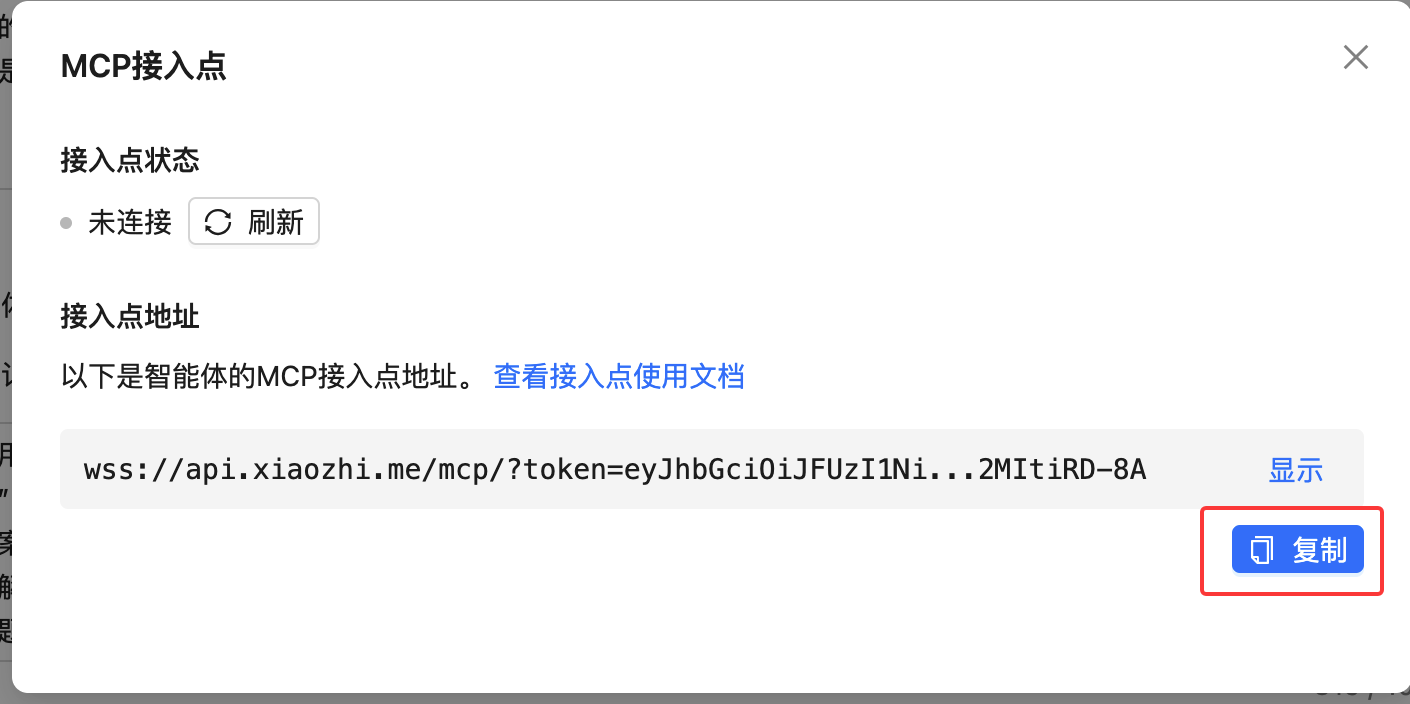 MCP接入点
接入点状态
未连接 刷新
接入点地址
以下是智能体的MCP接入点地址。 查看接入点使用文档
wss://api.xiaozhi.me/mcp/?token=eyJhbGciOiJFUzI1Ni...2MItiRD-8A 显示
复制